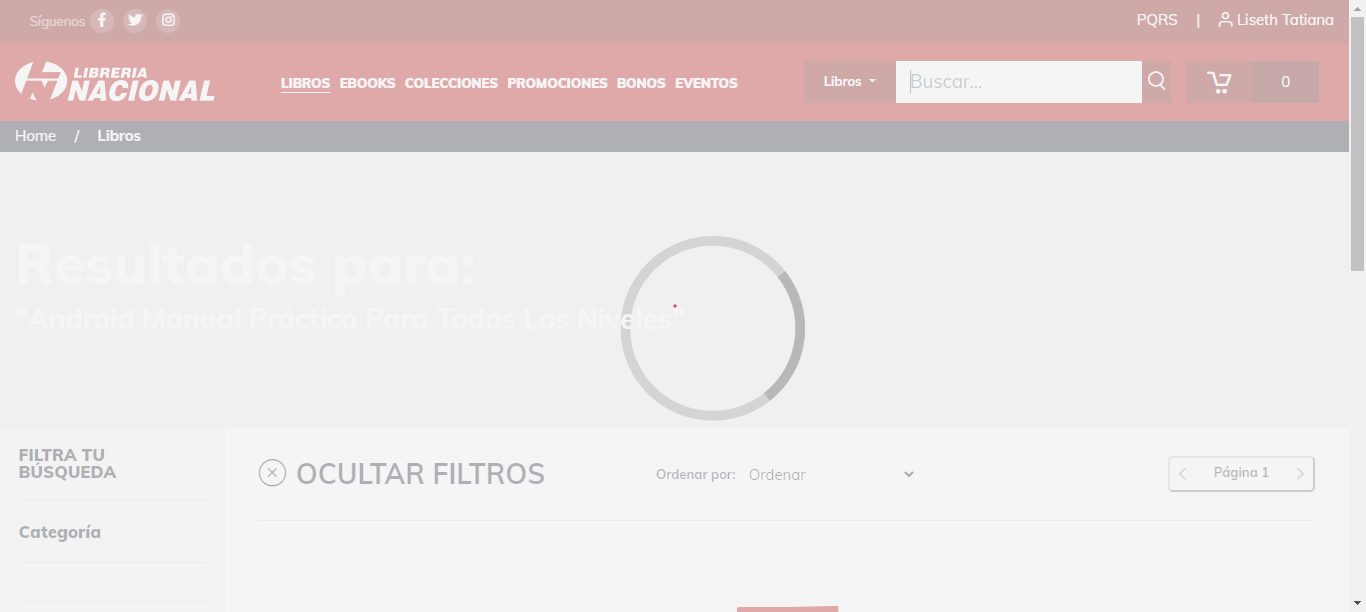 Síguenos
PQRS | Liseth Tatiana
LIBRERIA
NACIONAL
LIBROS EBOOKS COLECCIONES PROMOCIONES BONOS EVENTOS
Libros
Buscar...
0
Home / Libros
Resultados para:
"Android Manual Práctico Para Todos Los Niveles"
FILTRA TU
BÚSQUEDA
OCULTAR FILTROS
Ordenar por: Ordenar
Página 1
Categoría